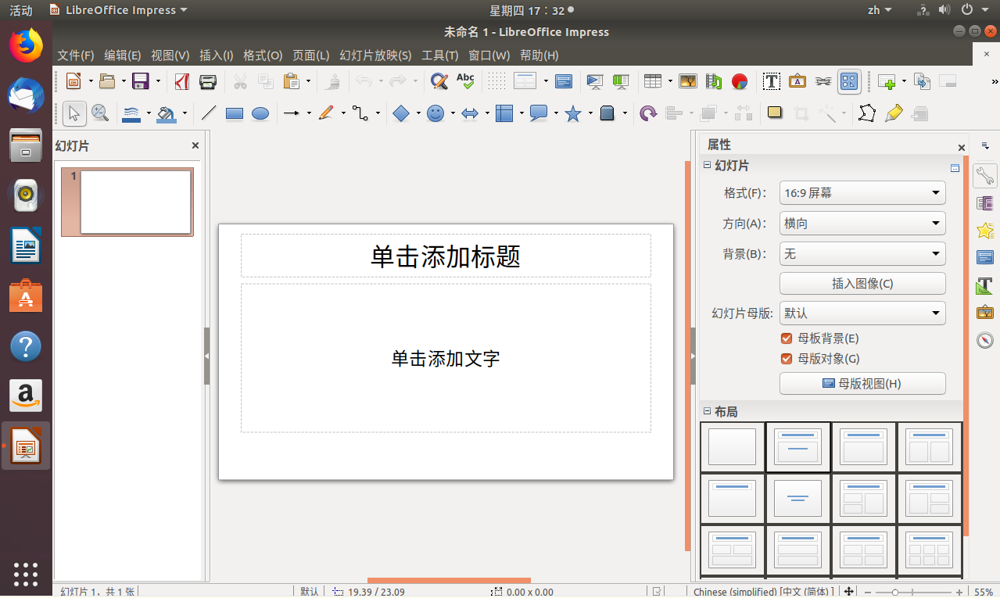 活动 LibreOffice Impress 星期四 17：32 zh
未命名 1 - LibreOffice Impress
文件(F) 编辑(E) 视图(V) 插入(I) 格式(O) 页面(L) 幻灯片放映(S) 工具(T) 窗口(W) 帮助(H)
幻灯片
1
单击添加标题
单击添加文字
属性
幻灯片
格式(F)： 16:9 屏幕
方向(A)： 横向
背景(B)： 无
插入图像(C)
幻灯片母版: 默认
母板背景(E)
母版对象(G)
母版视图(H)
布局
幻灯片 1，共 1 张 默认 19.39 / 23.09 0.00 x 0.00 Chinese (simplified) [中文 (简体) ] 55%